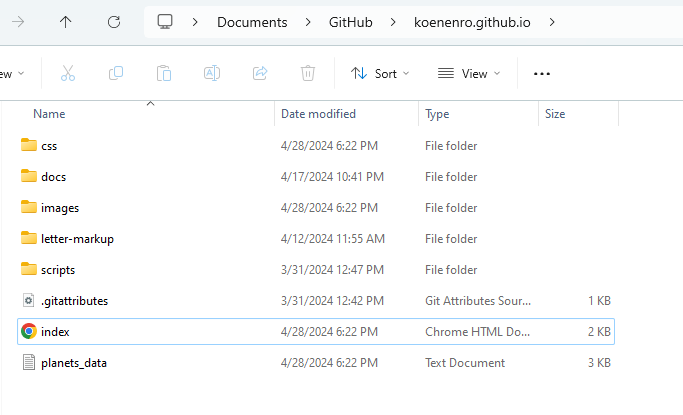 Documents > GitHub > koenenro.github.io >
ew Sort View ...
Name Date modified Type Size
css 4/28/2024 6:22 PM File folder
docs 4/17/2024 10:41 PM File folder
images 4/28/2024 6:22 PM File folder
letter-markup 4/12/2024 11:55 AM File folder
scripts 3/31/2024 12:47 PM File folder
.gitattributes 3/31/2024 12:42 PM Git Attributes Sour... 1 KB
index 4/28/2024 6:22 PM Chrome HTML Do... 2 KB
planets_data 4/28/2024 6:22 PM Text Document 3 KB